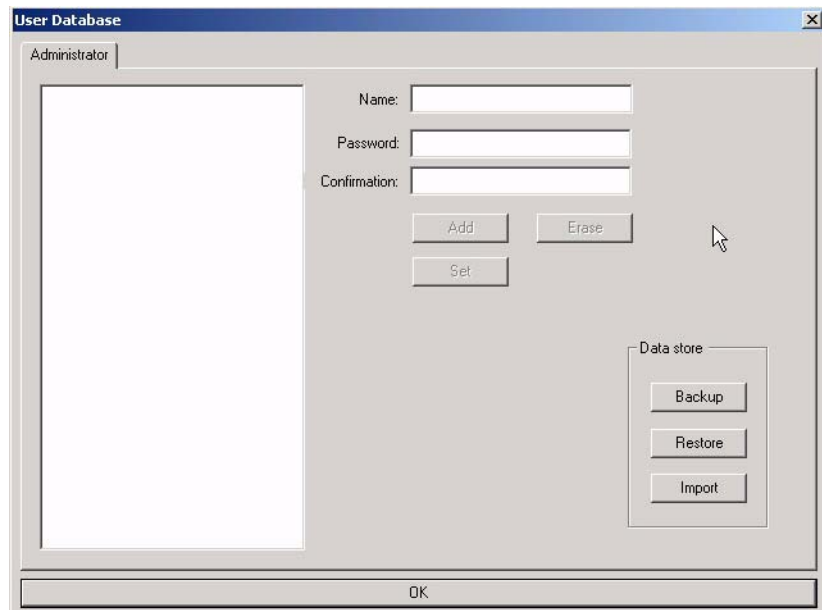 User Database
Administrator
Name:
Password:
Confirmation:
Add Erase
Set
Data store
Backup
Restore
Import
OK